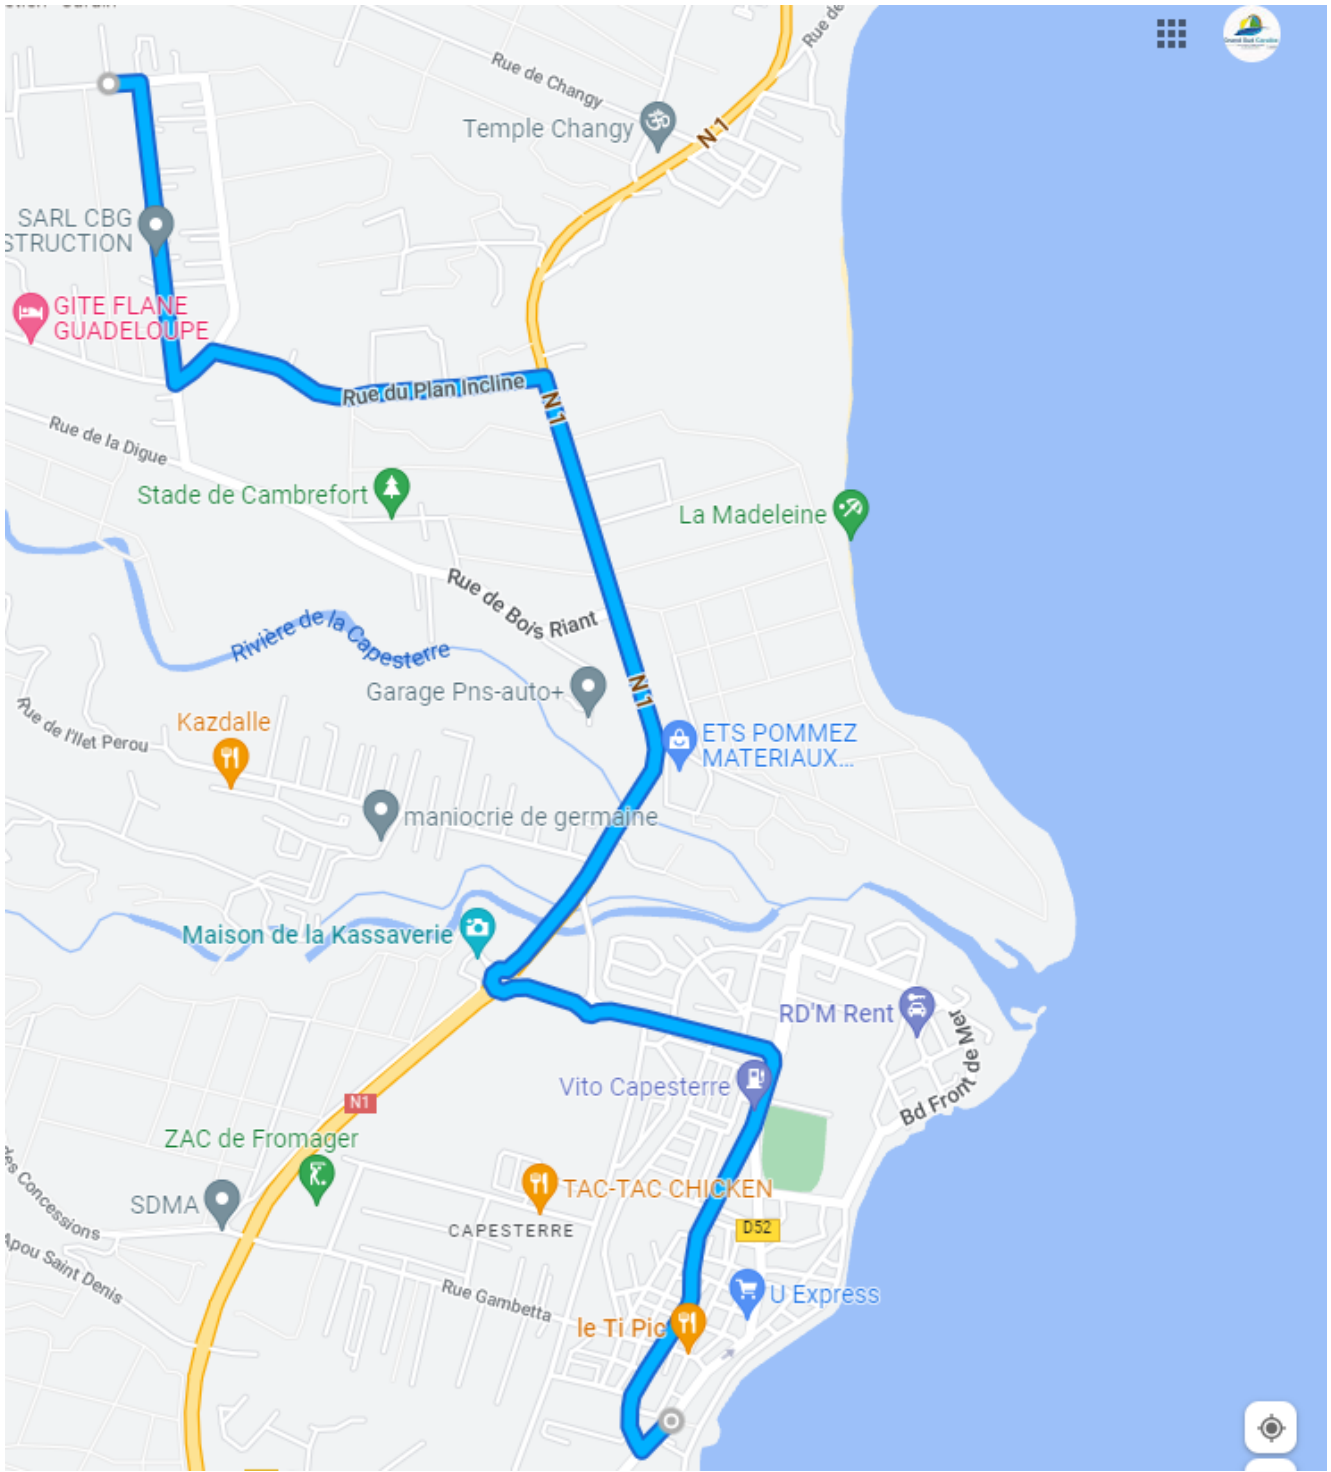 Rue de
Rue de Changy
Temple Changy
N 1
SARL CBG
STRUCTION
GITE FLANE
GUADELOUPE
Rue du Plan Incline
N 1
Rue de la Digue
Stade de Cambrefort
La Madeleine
Rue de Bois Riant
Rivière de la Capesterre
Garage Pns-auto+
N 1
Rue de l'Ilet Perou
Kazdalle
ETS POMMEZ
MATERIAUX...
maniocrie de germaine
Maison de la Kassaverie
RD'M Rent
Bd Front de Mer
Vito Capesterre
N1
ZAC de Fromager
des Concessions
SDMA
TAC-TAC CHICKEN
CAPESTERRE
D52
Apou Saint Denis
Rue Gambetta
U Express
le Ti Pic